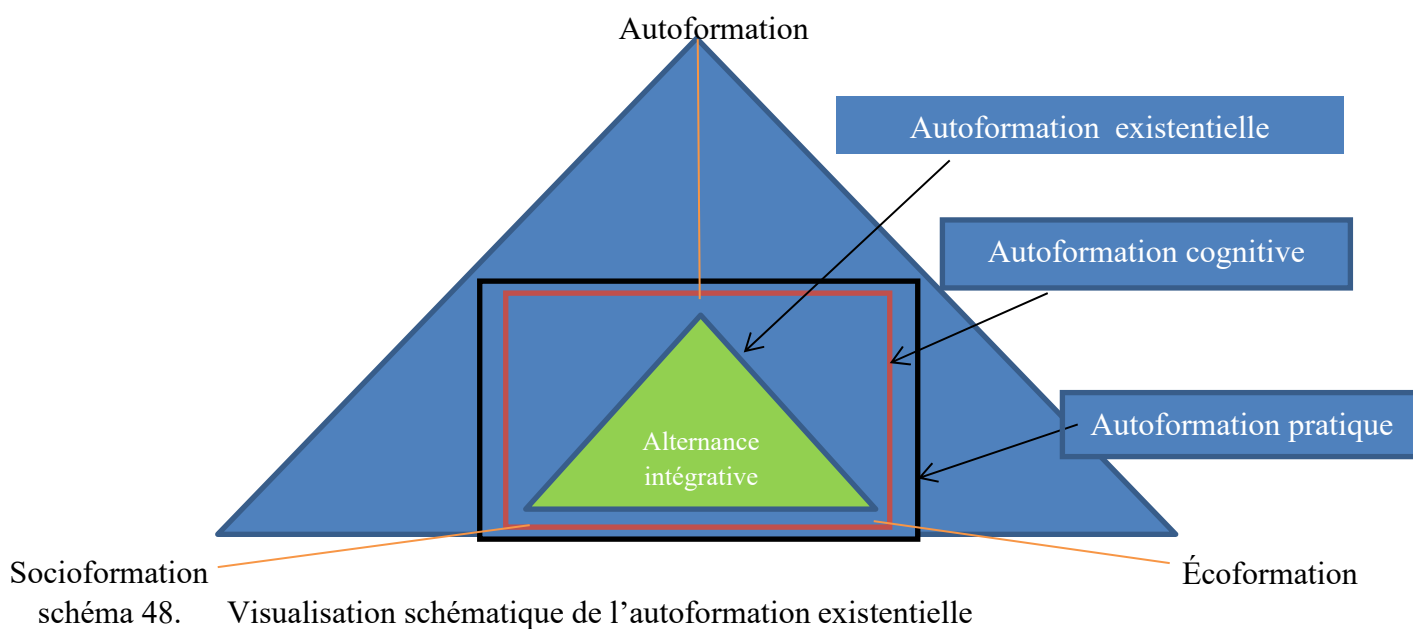 Autoformation
Autoformation existentielle
Autoformation cognitive
Autoformation pratique
Alternance
intégrative
Socioformation
Écoformation
schéma 48. Visualisation schématique de l’autoformation existentielle